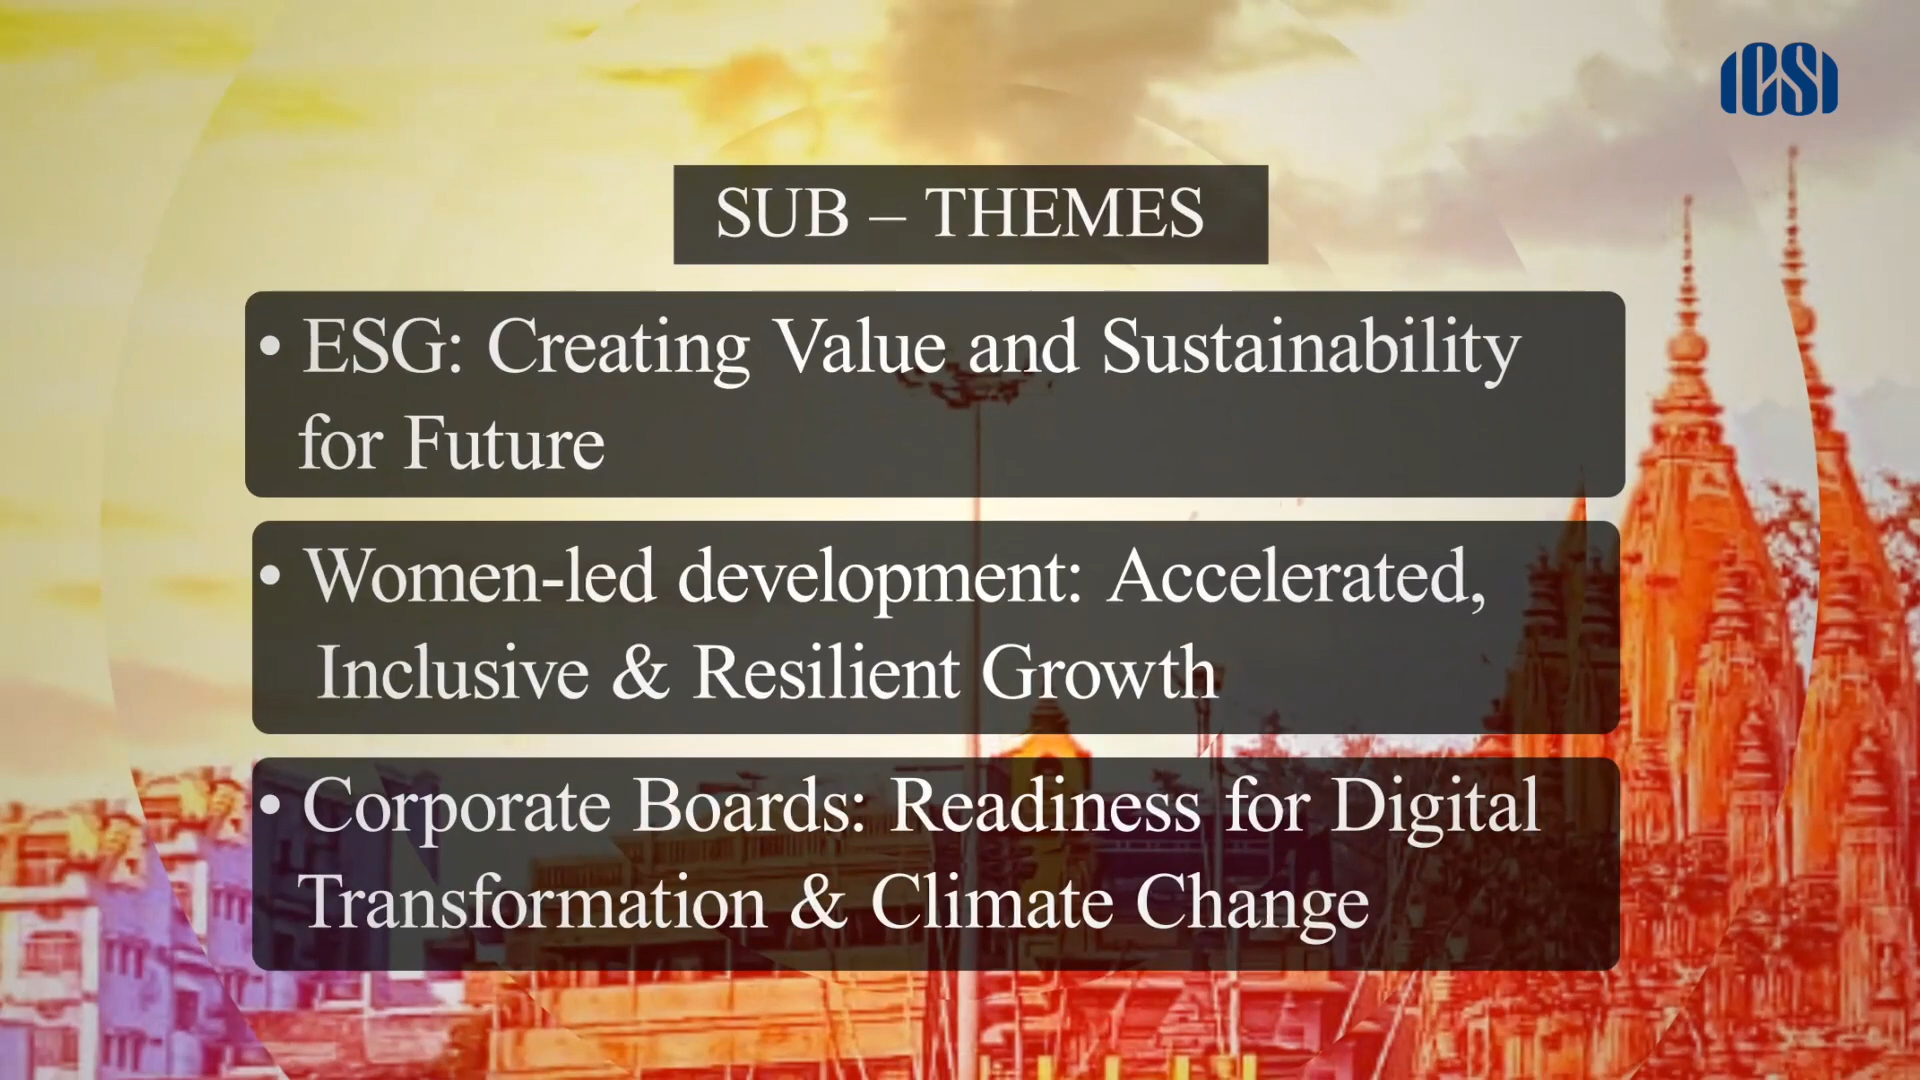 ICSI
SUB – THEMES
• ESG: Creating Value and Sustainability
for Future
• Women-led development: Accelerated,
Inclusive & Resilient Growth
• Corporate Boards: Readiness for Digital
Transformation & Climate Change